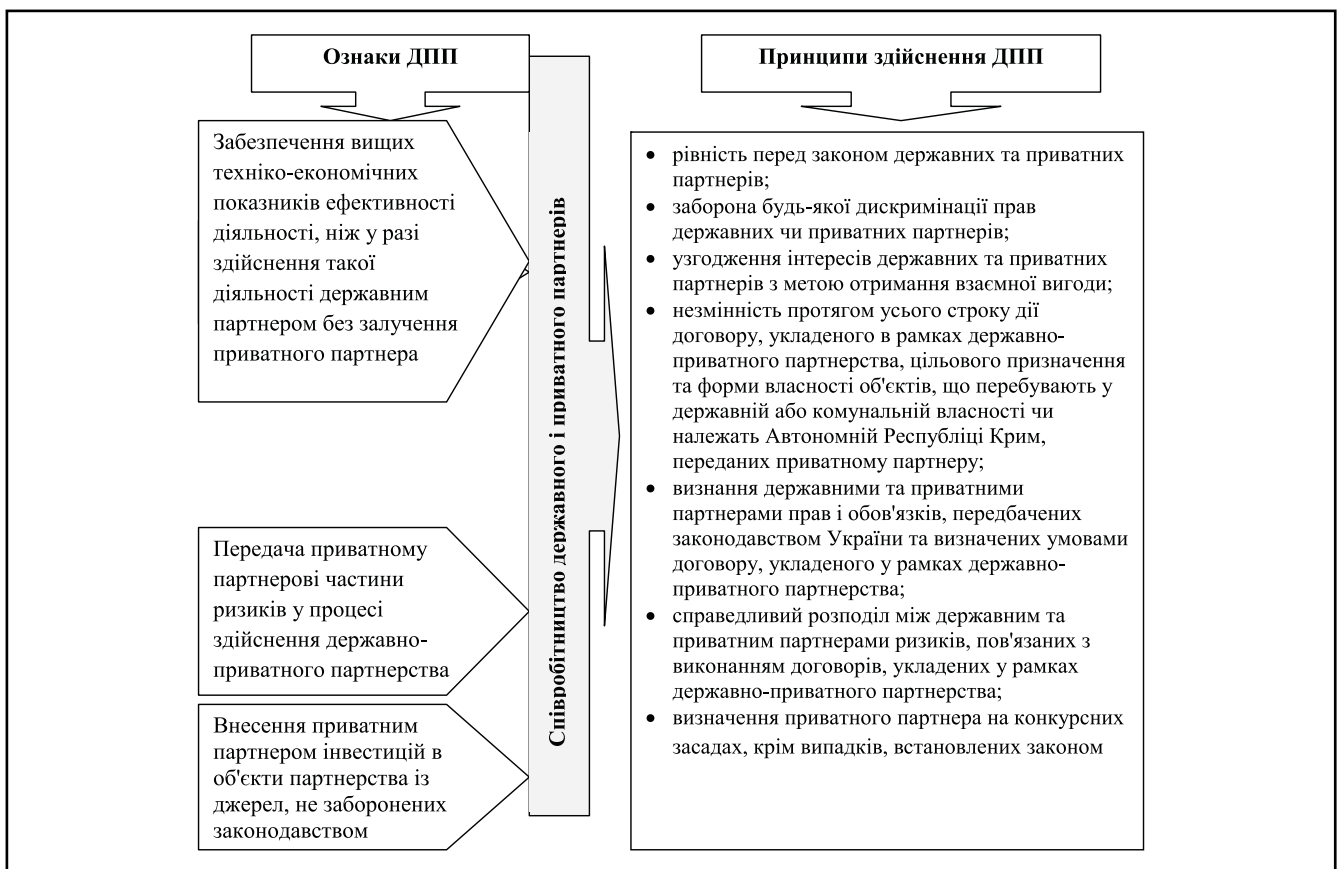 Ознаки ДПП
Забезпечення вищих
техніко-економічних
показників ефективності
діяльності, ніж у разі
здійснення такої
діяльності державним
партнером без залучення
приватного партнера
Передача приватному
партнерові частини
ризиків у процесі
здійснення державно-
приватного партнерства
Внесення приватним
партнером інвестицій в
об'єкти партнерства із
джерел, не заборонених
законодавством
Співробітництво державного і приватного партнерів
Принципи здійснення ДПП
• рівність перед законом державних та приватних
партнерів;
• заборона будь-якої дискримінації прав
державних чи приватних партнерів;
• узгодження інтересів державних та приватних
партнерів з метою отримання взаємної вигоди;
• незмінність протягом усього строку дії
договору, укладеного в рамках державно-
приватного партнерства, цільового призначення
та форми власності об'єктів, що перебувають у
державній або комунальній власності чи
належать Автономній Республіці Крим,
переданих приватному партнеру;
• визнання державними та приватними
партнерами прав і обов'язків, передбачених
законодавством України та визначених умовами
договору, укладеного у рамках державно-
приватного партнерства;
• справедливий розподіл між державним та
приватним партнерами ризиків, пов'язаних з
виконанням договорів, укладених у рамках
державно-приватного партнерства;
• визначення приватного партнера на конкурсних
засадах, крім випадків, встановлених законом